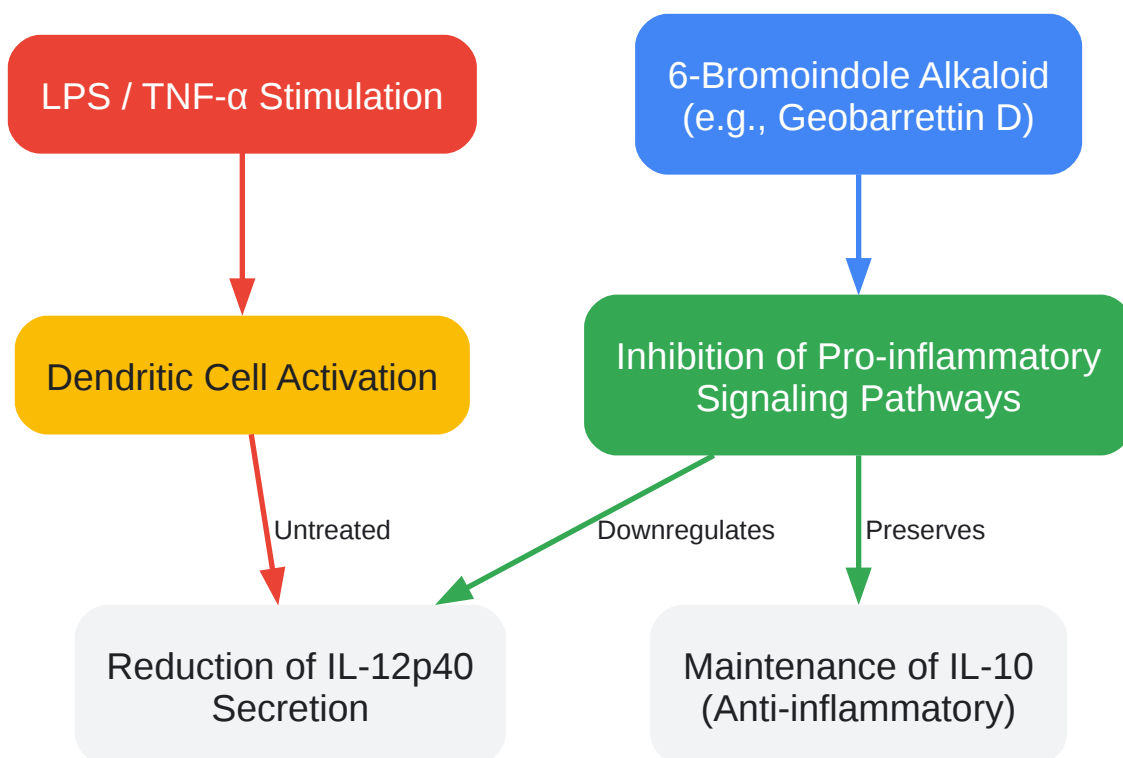 LPS / TNF-α Stimulation
6-Bromoindole Alkaloid
(e.g., Geobarrettin D)
Dendritic Cell Activation
Inhibition of Pro-inflammatory
Signaling Pathways
Untreated
Downregulates
Preserves
Reduction of IL-12p40
Secretion
Maintenance of IL-10
(Anti-inflammatory)